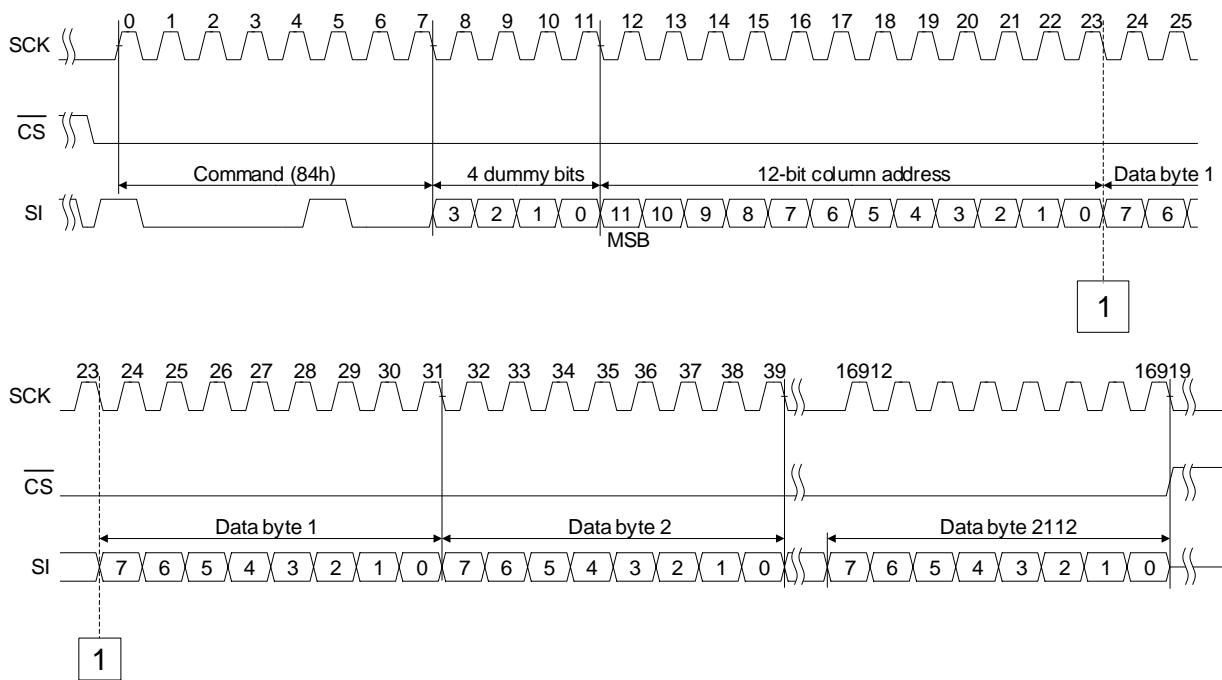 0 1 2 3 4 5 6 7 8 9 10 11 12 13 14 15 16 17 18 19 20 21 22 23 24 25
SCK
CS
Command (84h) 4 dummy bits 12-bit column address Data byte 1
SI 3 2 1 0 11 10 9 8 7 6 5 4 3 2 1 0 7 6
MSB
1
23 24 25 26 27 28 29 30 31 32 33 34 35 36 37 38 39 16912 16919
SCK
CS
Data byte 1 Data byte 2 Data byte 2112
SI 7 6 5 4 3 2 1 0 7 6 5 4 3 2 1 0 7 6 5 4 3 2 1 0
1